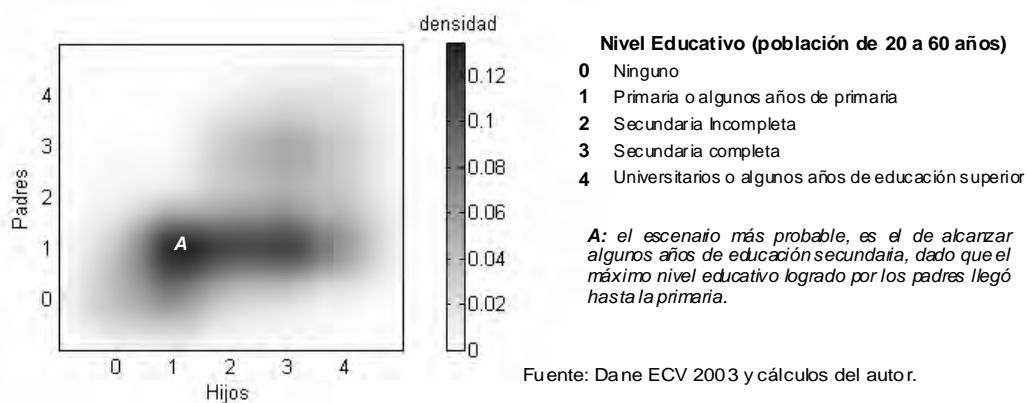 densidad
0.12
0.1
0.08
0.06
0.04
0.02
0
Padres
4
3
2
1
0
A
0 1 2 3 4
Hijos
Nivel Educativo (población de 20 a 60 años)
0 Ninguno
1 Primaria o algunos años de primaria
2 Secundaria Incompleta
3 Secundaria completa
4 Universitarios o algunos años de educación superior
A: el escenario más probable, es el de alcanzar
algunos años de educación secundaria, dado que el
máximo nivel educativo logrado por los padres llegó
hasta la primaria.
Fuente: Dane ECV 2003 y cálculos del autor.